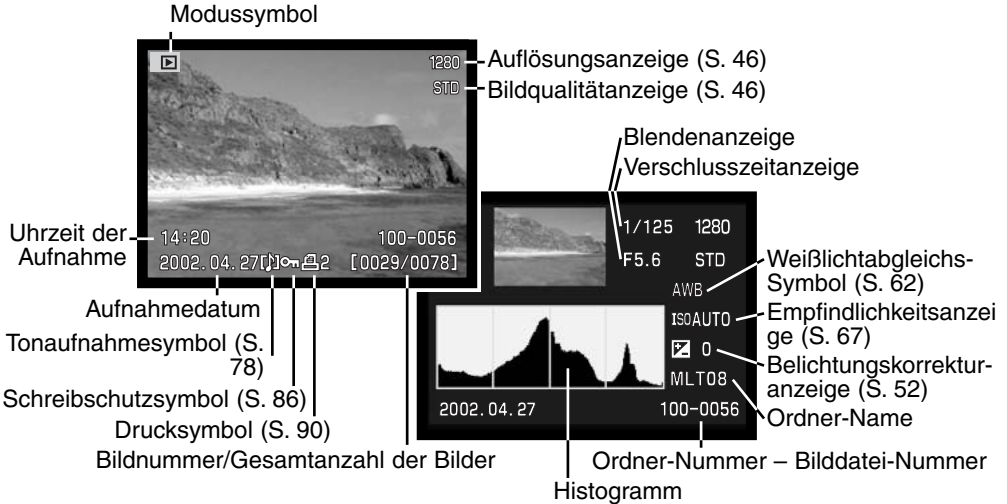 Modussymbol
1280
Auflösungsanzeige (S. 46)
STD
Bildqualitätanzeige (S. 46)
Blendenanzeige
Verschlusszeitanzeige
Uhrzeit der
Aufnahme
14:20
100-0056
2002.04.27
2
[0029/0078]
Aufnahmedatum
Tonaufnahmesymbol (S.
78)
Schreibschutzsymbol (S. 86)
Drucksymbol (S. 90)
Bildnummer/Gesamtanzahl der Bilder
1/125 1280
F5.6 STD
AWB
ISO AUTO
0
MLT08
2002.04.27
100-0056
Weißlichtabgleichs-
Symbol (S. 62)
Empfindlichkeitsanzei
ge (S. 67)
Belichtungskorrektur-
anzeige (S. 52)
Ordner-Name
Ordner-Nummer – Bilddatei-Nummer
Histogramm